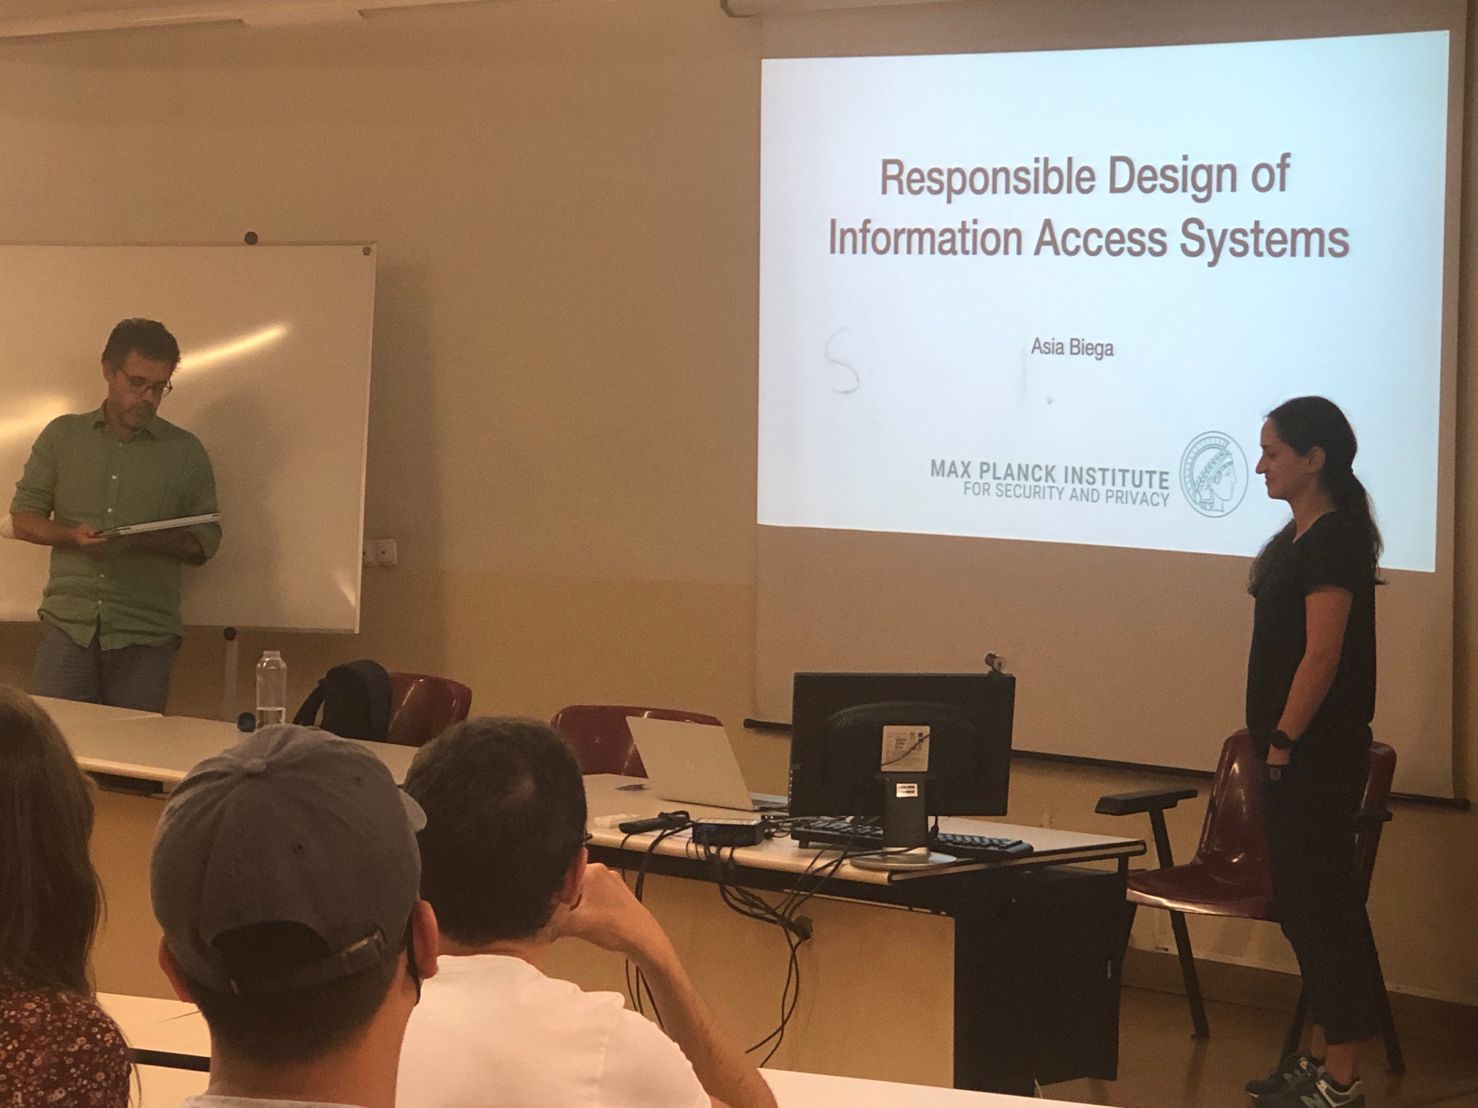 Responsible Design of
Information Access Systems
Asia Biega
MAX PLANCK INSTITUTE
FOR SECURITY AND PRIVACY
S